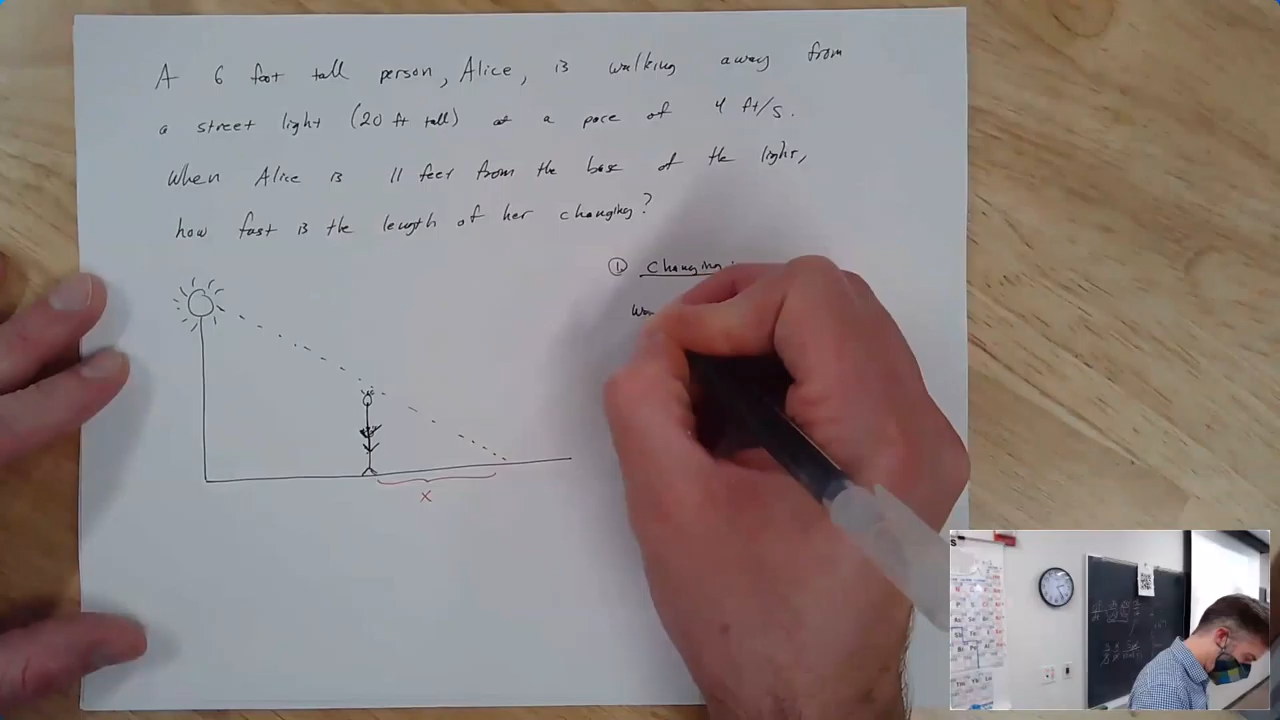 A 6 foot tall person, Alice, is walking away from
a street light (20 ft tall) at a pace of 4 ft/s.
When Alice is 11 feet from the base of the light,
how fast is the length of her changing?
① Changing:
x